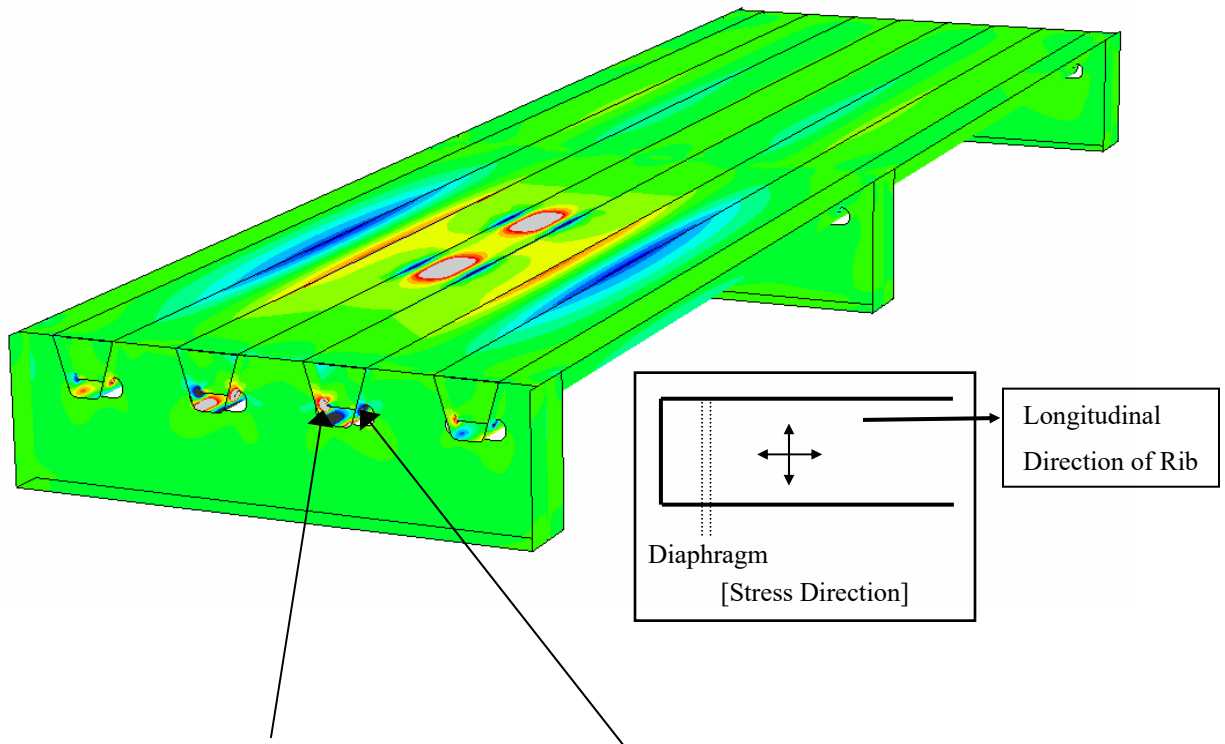 Longitudinal
Direction of Rib
Diaphragm
[Stress Direction]